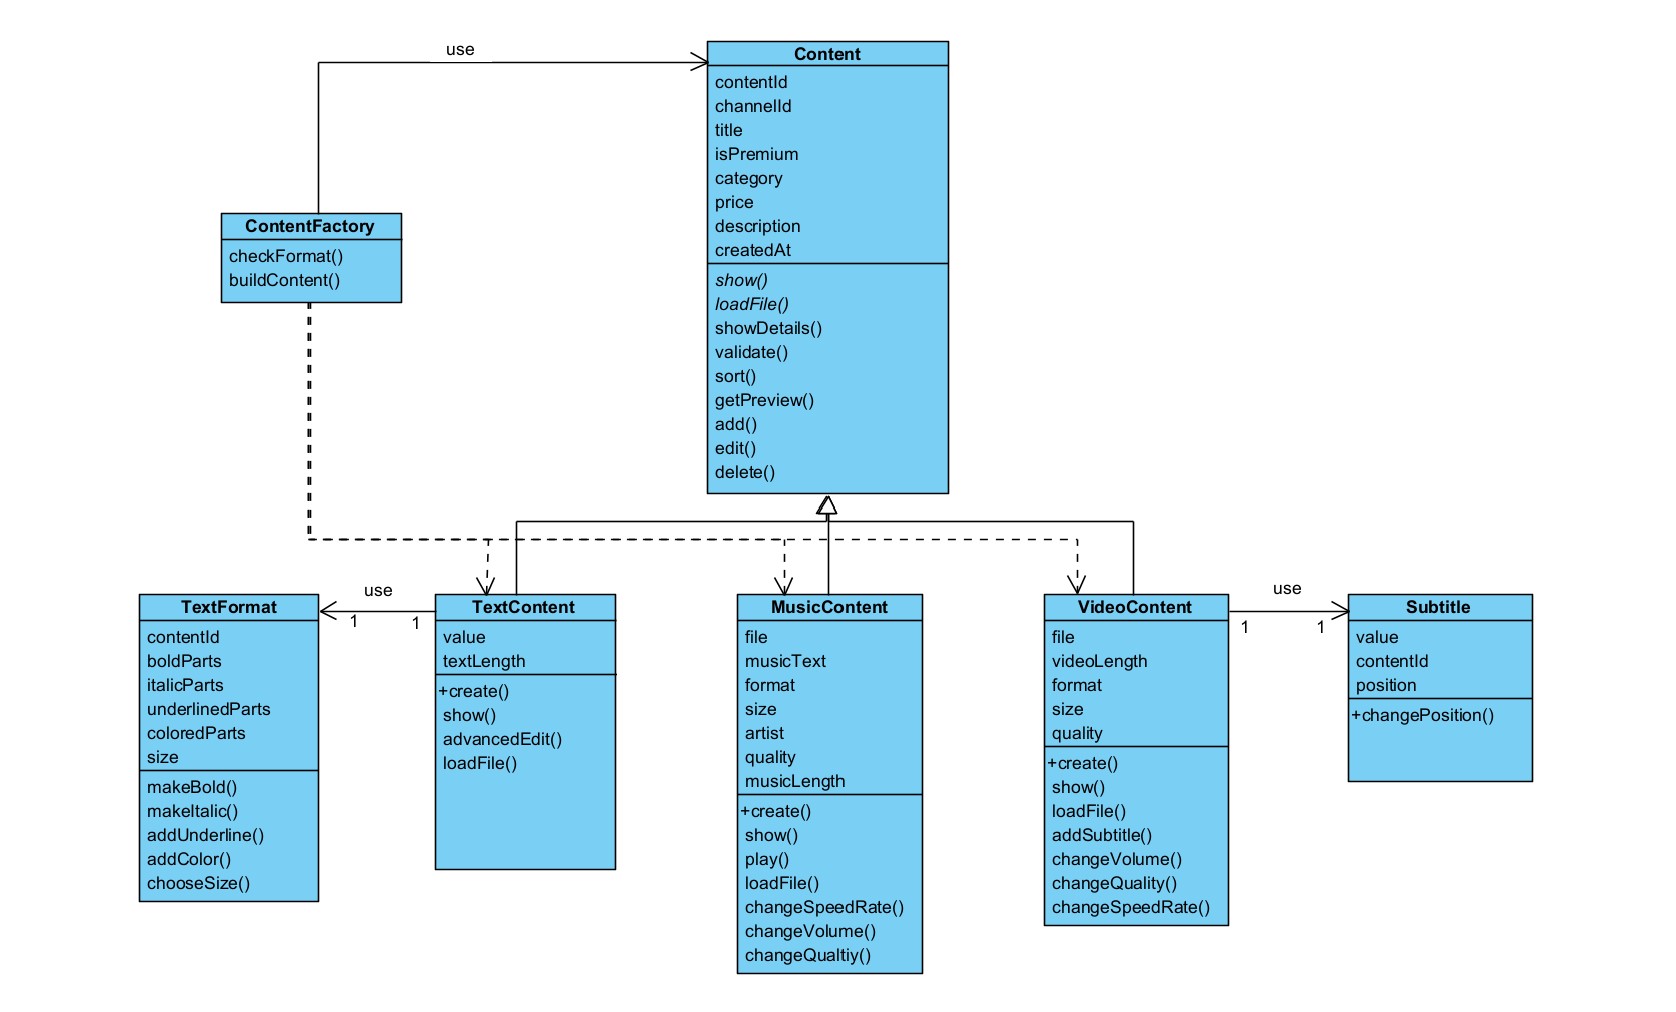 use
Content
contentId
channelId
title
isPremium
category
price
description
createdAt
show()
loadFile()
showDetails()
validate()
sort()
getPreview()
add()
edit()
delete()
ContentFactory
checkFormat()
buildContent()
TextFormat
contentId
boldParts
italicParts
underlinedParts
coloredParts
size
makeBold()
makeItalic()
addUnderline()
addColor()
chooseSize()
use
1
1
TextContent
value
textLength
+create()
show()
advancedEdit()
loadFile()
MusicContent
file
musicText
format
size
artist
quality
musicLength
+create()
show()
play()
loadFile()
changeSpeedRate()
changeVolume()
changeQualtiy()
VideoContent
file
videoLength
format
size
quality
+create()
show()
loadFile()
addSubtitle()
changeVolume()
changeQuality()
changeSpeedRate()
use
1
1
Subtitle
value
contentId
position
+changePosition()